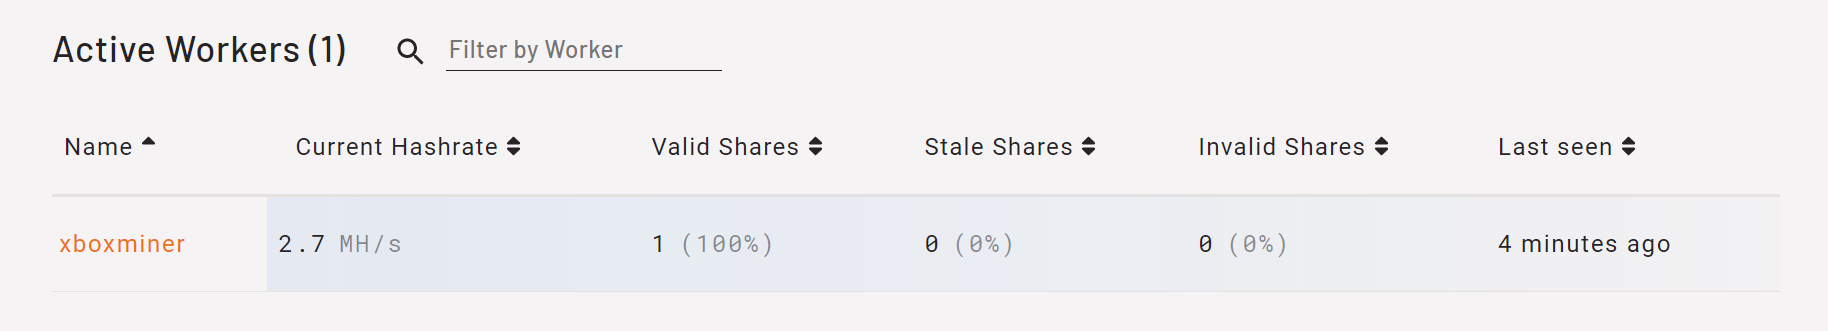 Active Workers (1) Filter by Worker
Name Current Hashrate Valid Shares Stale Shares Invalid Shares Last seen
xboxminer 2.7 MH/s 1 (100%) 0 (0%) 0 (0%) 4 minutes ago